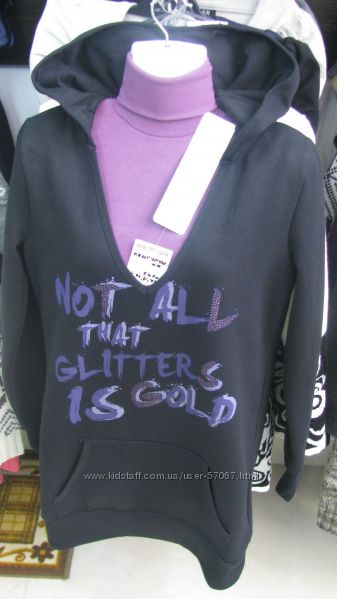 NOT ALL
THAT
GLITTERS
IS GOLD
www.kidstaff.com.ua/user-57067.html